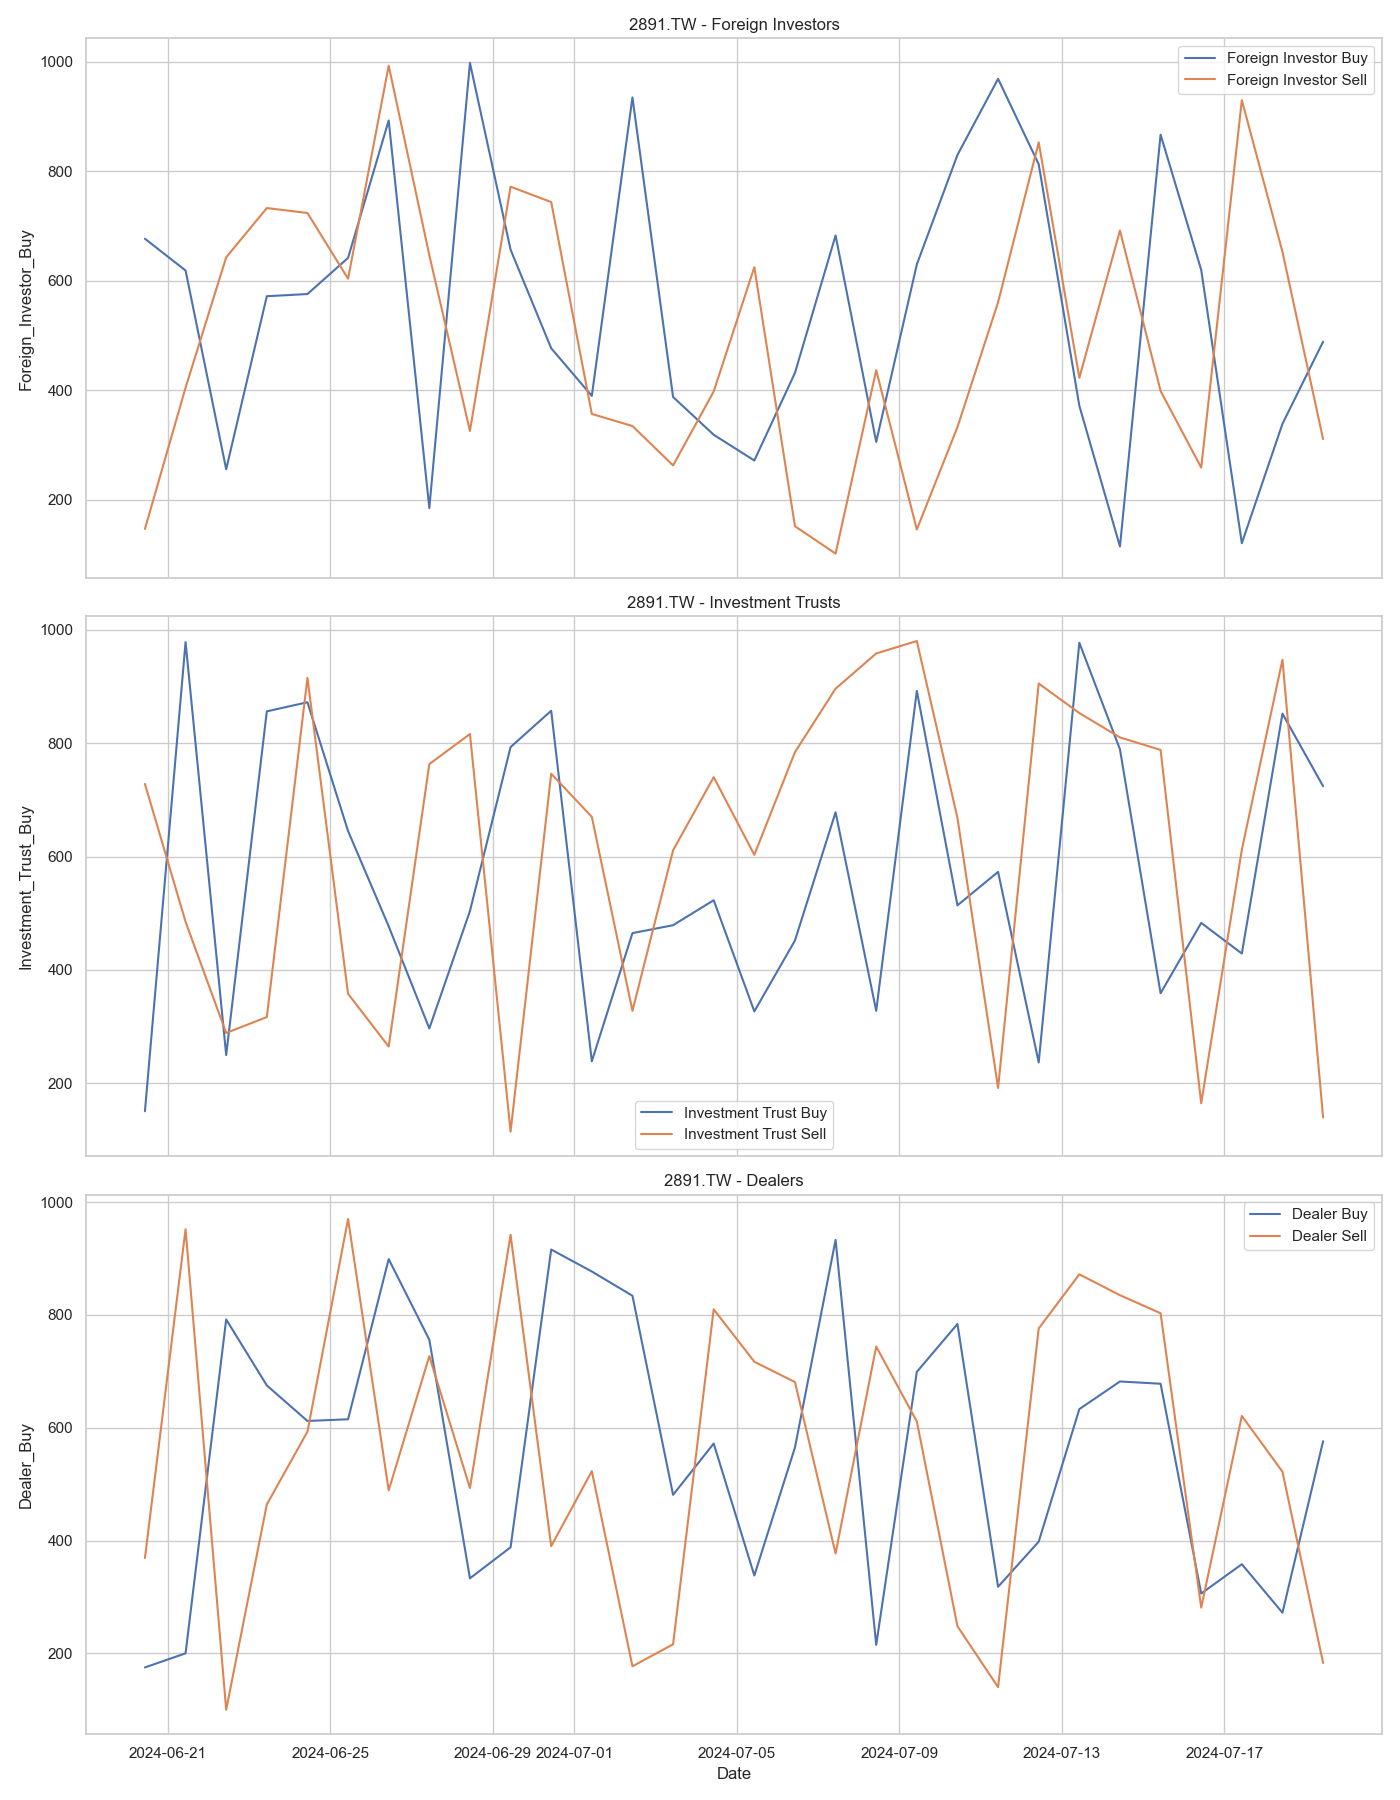 2891.TW - Foreign Investors
Foreign Investor Buy
Foreign Investor Sell
Foreign_Investor_Buy
1000
800
600
400
200
2891.TW - Investment Trusts
Investment_Trust_Buy
1000
800
600
400
200
Investment Trust Buy
Investment Trust Sell
2891.TW - Dealers
Dealer Buy
Dealer Sell
Dealer_Buy
1000
800
600
400
200
2024-06-21 2024-06-25 2024-06-29 2024-07-01 2024-07-05 2024-07-09 2024-07-13 2024-07-17
Date